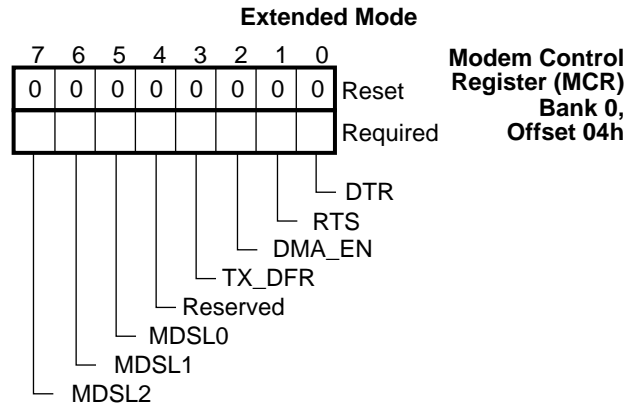 Extended Mode
7 6 5 4 3 2 1 0
Modem Control
Register (MCR)
Bank 0,
Offset 04h
0 0 0 0 0 0 0 0 Reset
Required
DTR
RTS
DMA_EN
TX_DFR
Reserved
MDSL0
MDSL1
MDSL2